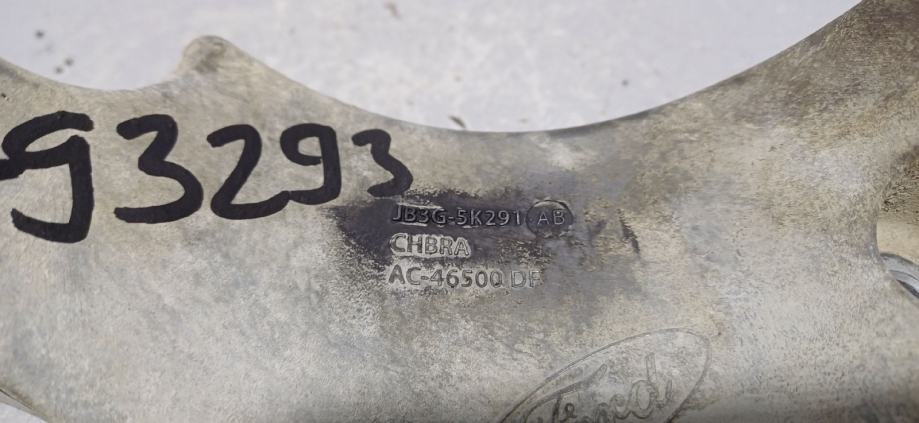 93293
JB3G-5K291 AB
CHBRA
AC-46500 DF
Ford